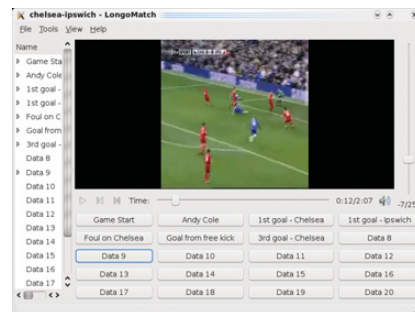 chelsea-ipswich - LongoMatch
File Tools View Help
Name
Game Sta
Andy Cole
1st goal -
1st goal -
Foul on C
Goal from
3rd goal -
Data 8
Data 9
Data 10
Data 11
Data 12
Data 13
Data 14
Data 15
Data 16
Data 17
Time: 0:12/2:07 -7/25
Game Start Andy Cole 1st goal - Chelsea 1st goal - Ipswich
Foul on Chelsea Goal from free kick 3rd goal - Chelsea Data 8
Data 9 Data 10 Data 11 Data 12
Data 13 Data 14 Data 15 Data 16
Data 17 Data 18 Data 19 Data 20